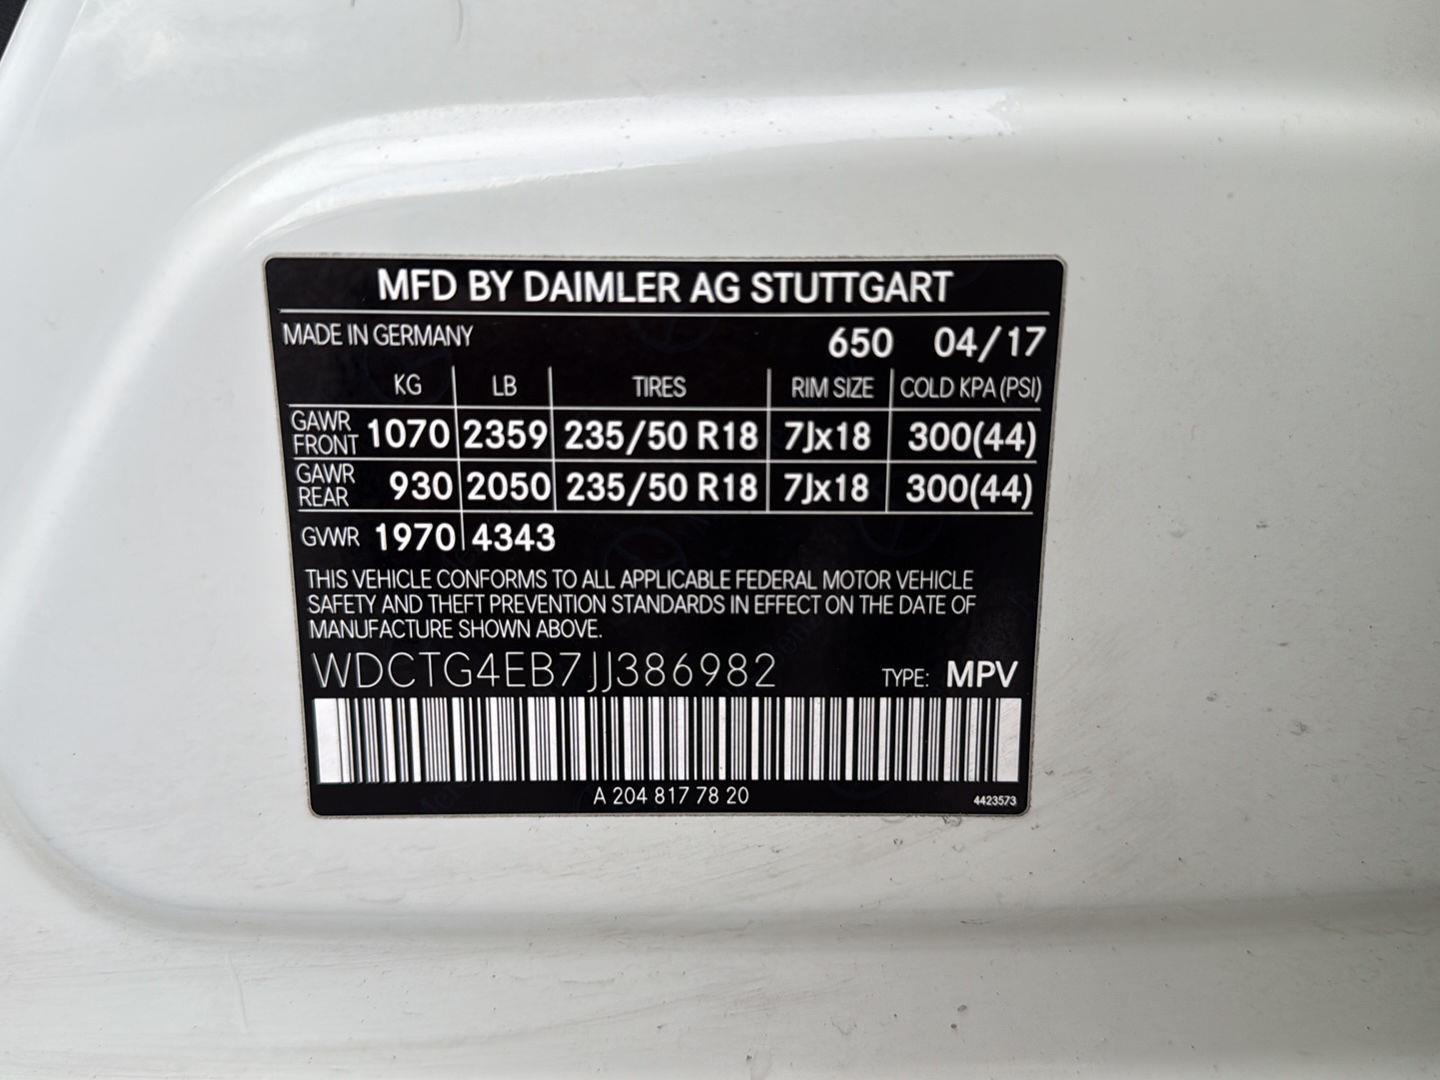 MFD BY DAIMLER AG STUTTGART
MADE IN GERMANY 650 04/17
KG LB TIRES RIM SIZE COLD KPA (PSI)
GAWR FRONT 1070 2359 235/50 R18 7Jx18 300(44)
GAWR REAR 930 2050 235/50 R18 7Jx18 300(44)
GVWR 1970 4343
THIS VEHICLE CONFORMS TO ALL APPLICABLE FEDERAL MOTOR VEHICLE
SAFETY AND THEFT PREVENTION STANDARDS IN EFFECT ON THE DATE OF
MANUFACTURE SHOWN ABOVE.
WDCTG4EB7JJ386982 TYPE: MPV
A 204 817 78 20 4423573